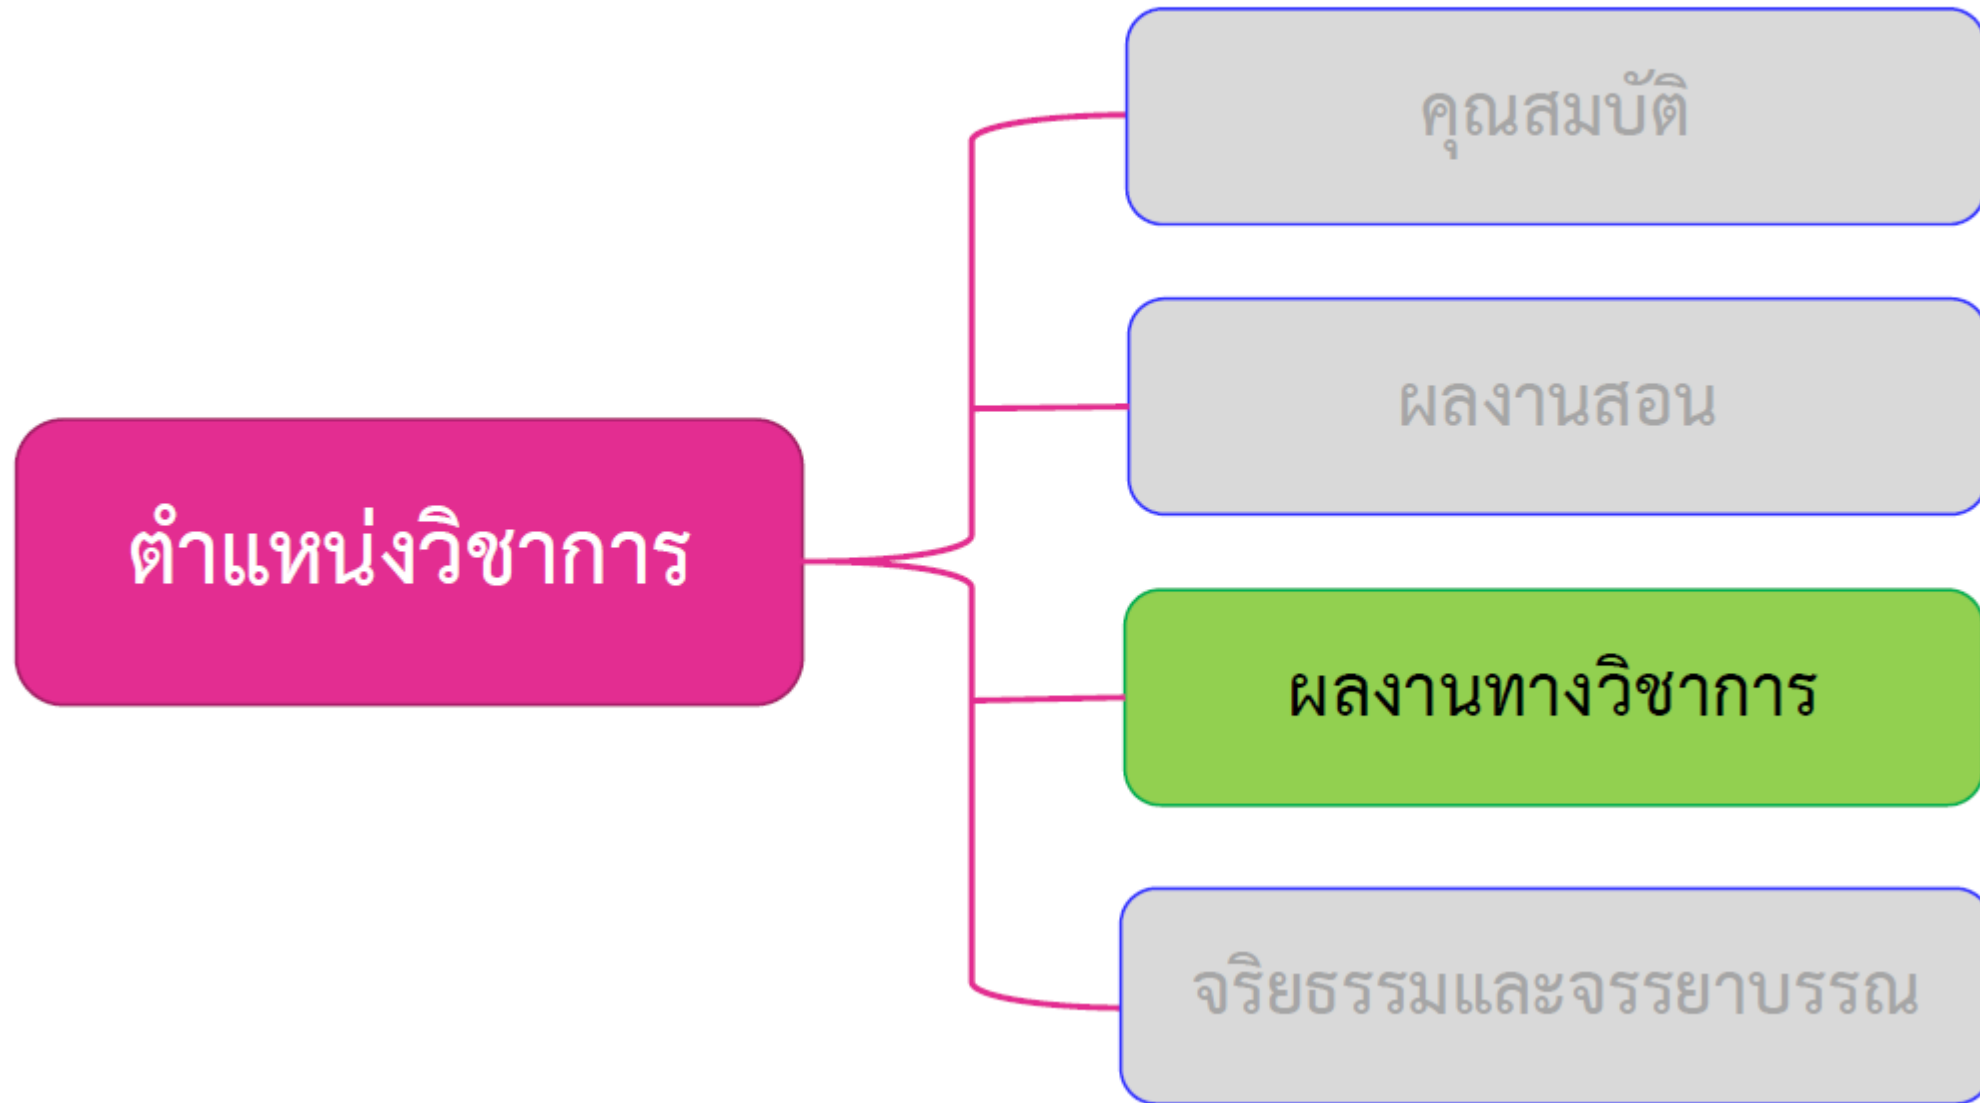 คุณสมบัติ
ผลงานสอน
ตำแหน่งวิชาการ
ผลงานทางวิชาการ
จริยธรรมและจรรยาบรรณ